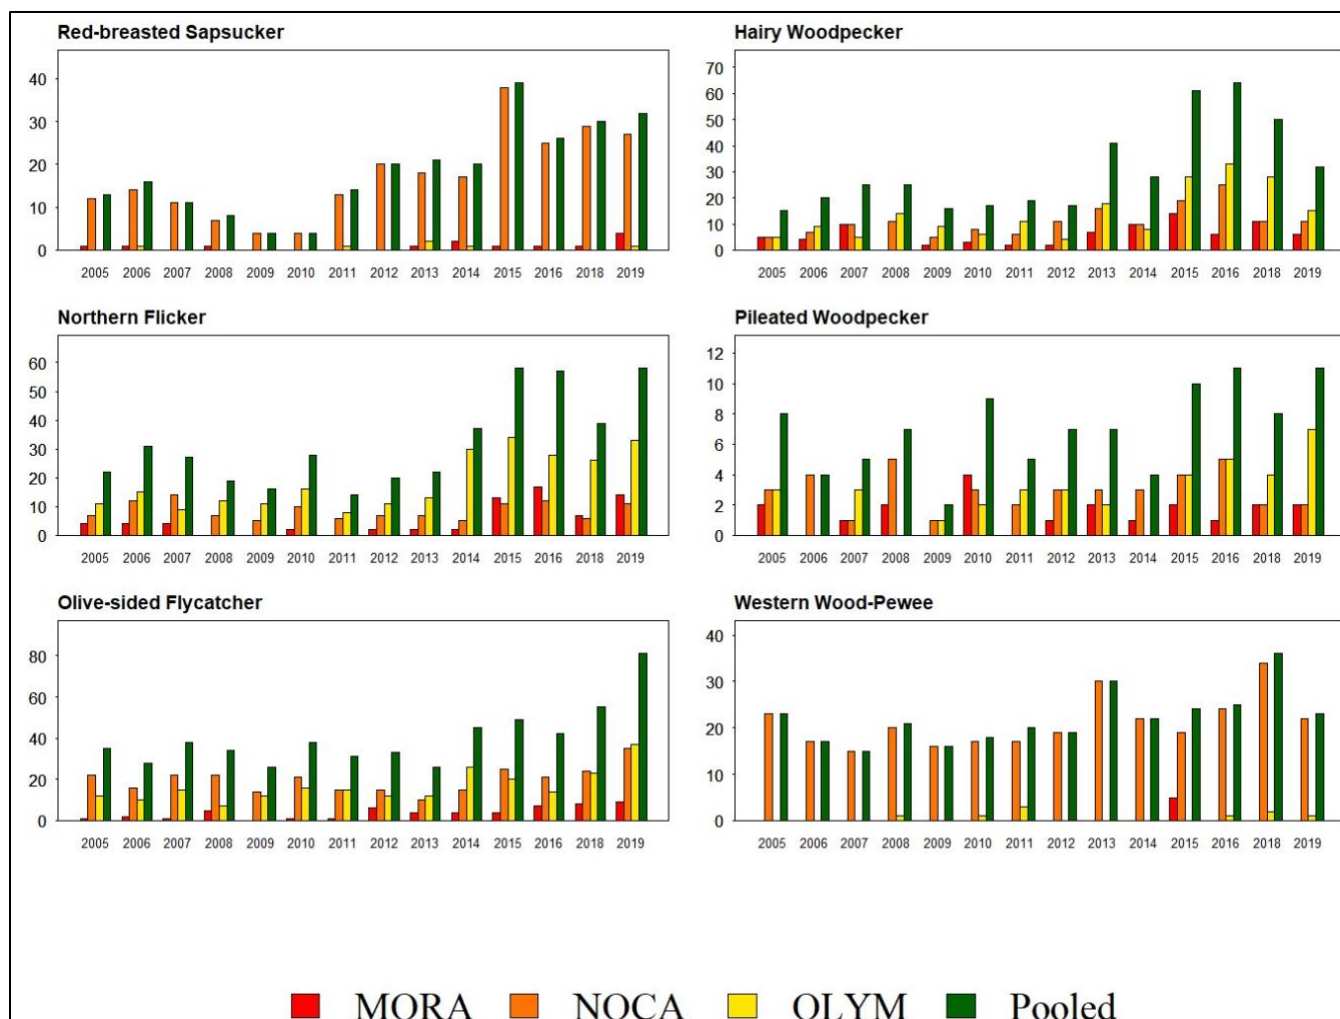 Red-breasted Sapsucker
40
30
20
10
0
2005 2006 2007 2008 2009 2010 2011 2012 2013 2014 2015 2016 2018 2019
Hairy Woodpecker
70
60
50
40
30
20
10
0
2005 2006 2007 2008 2009 2010 2011 2012 2013 2014 2015 2016 2018 2019
Northern Flicker
60
50
40
30
20
10
0
2005 2006 2007 2008 2009 2010 2011 2012 2013 2014 2015 2016 2018 2019
Pileated Woodpecker
12
10
8
6
4
2
0
2005 2006 2007 2008 2009 2010 2011 2012 2013 2014 2015 2016 2018 2019
Olive-sided Flycatcher
80
60
40
20
0
2005 2006 2007 2008 2009 2010 2011 2012 2013 2014 2015 2016 2018 2019
Western Wood-Pewee
40
30
20
10
0
2005 2006 2007 2008 2009 2010 2011 2012 2013 2014 2015 2016 2018 2019
MORA NOCA OLYM Pooled